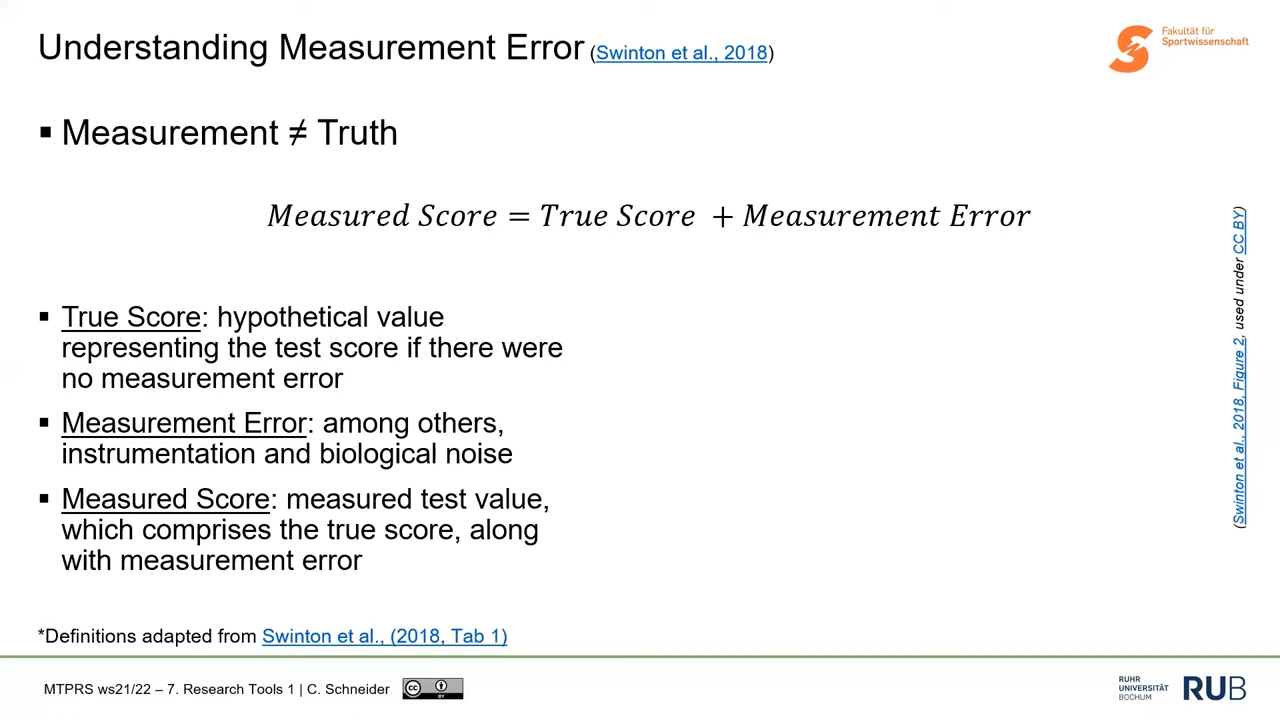 Understanding Measurement Error (Swinton et al., 2018)
Fakultät für
Sportwissenschaft
▪ Measurement ≠ Truth
Measured Score = True Score + Measurement Error
▪ True Score: hypothetical value
representing the test score if there were
no measurement error
▪ Measurement Error: among others,
instrumentation and biological noise
▪ Measured Score: measured test value,
which comprises the true score, along
with measurement error
(Swinton et al., 2018, Figure 2, used under CC BY)
*Definitions adapted from Swinton et al., (2018, Tab 1)
MTPRS ws21/22 – 7. Research Tools 1 | C. Schneider
cc
BY
RUHR
UNIVERSITÄT
BOCHUM
RUB